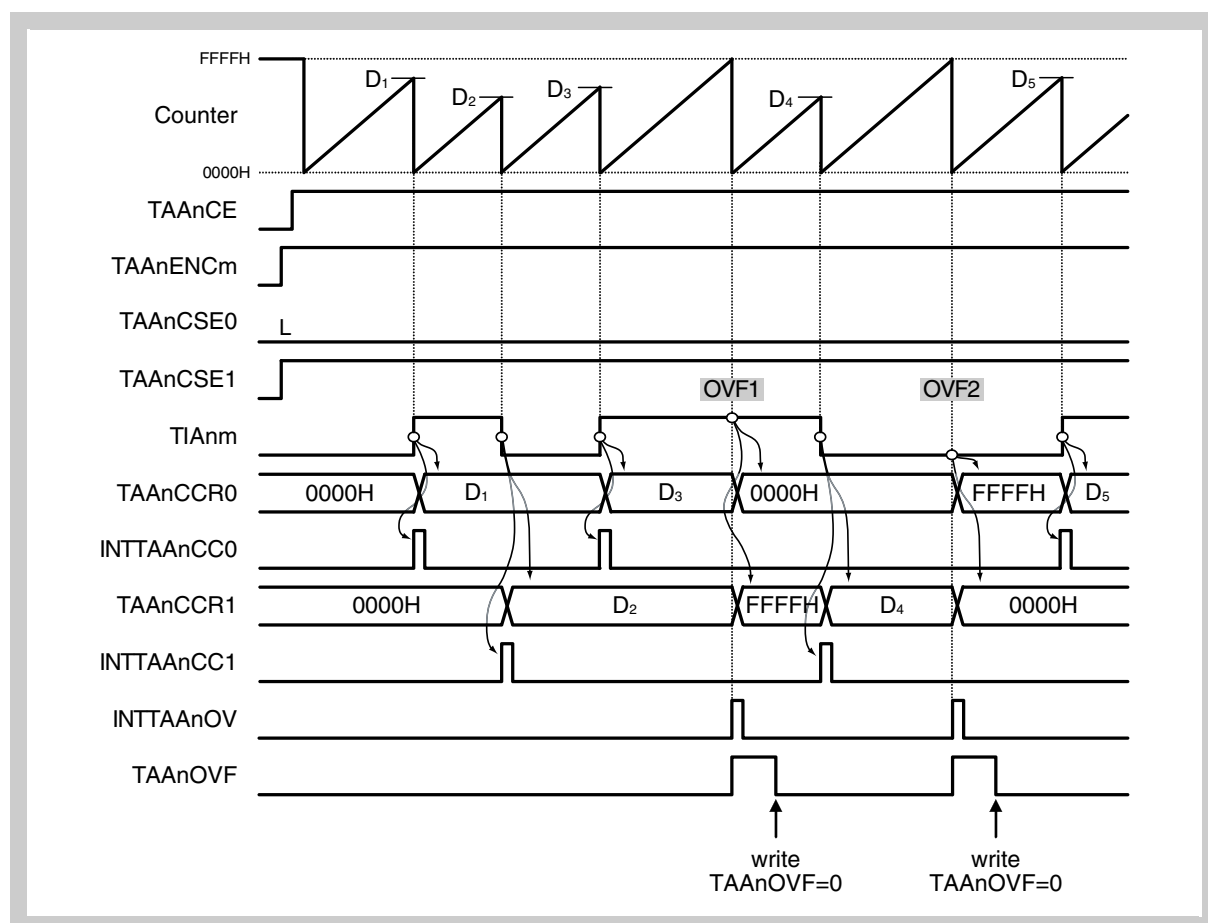 FFFFH
D1
D2
D3
D4
D5
Counter
0000H
TAAnCE
TAAnENCm
TAAnCSE0 L
TAAnCSE1
OVF1 OVF2
TIAnm
TAAnCCR0 0000H D1 D3 0000H FFFFH D5
INTTAAnCC0
TAAnCCR1 0000H D2 FFFFH D4 0000H
INTTAAnCC1
INTTAAnOV
TAAnOVF
write
TAAnOVF=0
write
TAAnOVF=0